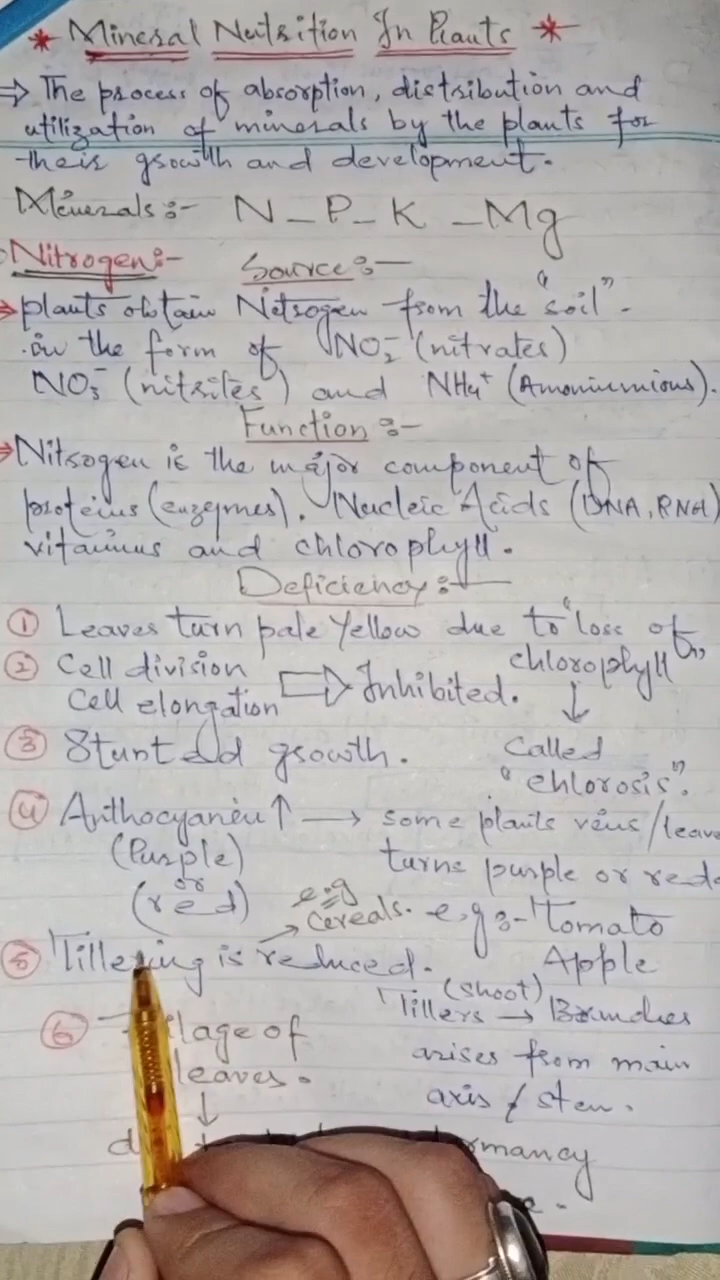 * Mineral Nutrition In Plants *
⇒ The process of absorption, distribution and
utilization of minerals by the plants for
their growth and development.
Minerals:- N - P - K - Mg
Nitrogen:- Source:-
→ plants obtain Netrogen from the "soil".
in the form of NO₂⁻ (nitrates)
NO₃⁻ (nitrites) and NH₄⁺ (Amoniumnious).
Function:-
→ Nitrogen is the major component of
proteins (enzymes). Nucleic Acids (DNA, RNA)
vitamins and chlorophyll.
Deficiency:-
① Leaves turn pale yellow due to "loss of
chlorophyll"
② Cell division
Cell elongation ⇒ Inhibited.
↓
③ Stunted growth. Called
"chlorosis".
④ Anthocyanin ↑ → some plants veins/leave
(Purple) turns purple or red.
or
(red) e.g. cereals. e.g:- Tomato
⑤ Tillering is reduced. Apple
Tillers (shoot) → Branches
⑥ lage of
leaves. arises from main
↓ axis / stem.
rmancy